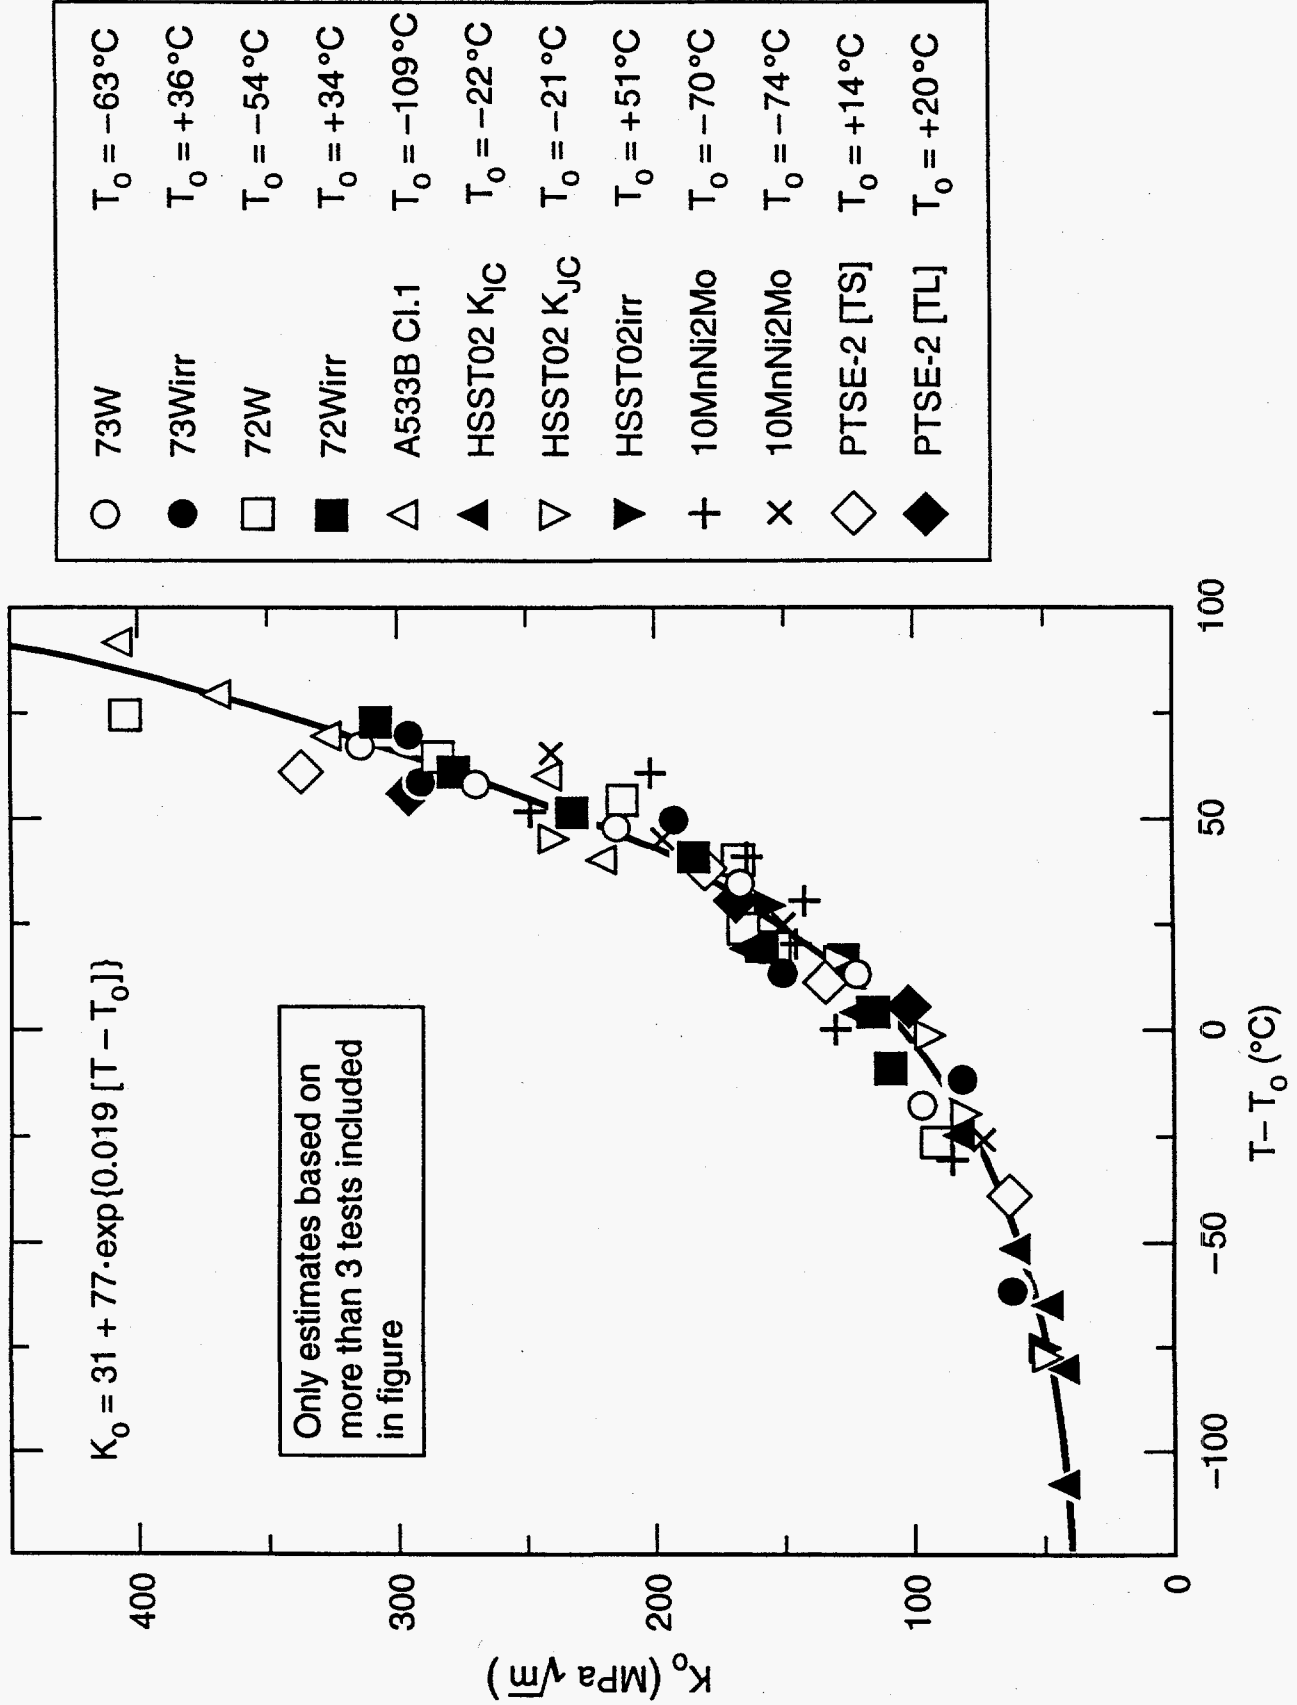 K₀ = 31 + 77·exp{0.019 [T − T₀]}
Only estimates based on
more than 3 tests included
in figure
400
300
200
100
0
K₀ (MPa √m)
−100
−50
0
50
100
T − T₀ (°C)
73W T₀ = −63°C
73Wirr T₀ = +36°C
72W T₀ = −54°C
72Wirr T₀ = +34°C
A533B Cl.1 T₀ = −109°C
HSST02 K_IC T₀ = −22°C
HSST02 K_JC T₀ = −21°C
HSST02irr T₀ = +51°C
10MnNi2Mo T₀ = −70°C
10MnNi2Mo T₀ = −74°C
PTSE-2 [TS] T₀ = +14°C
PTSE-2 [TL] T₀ = +20°C